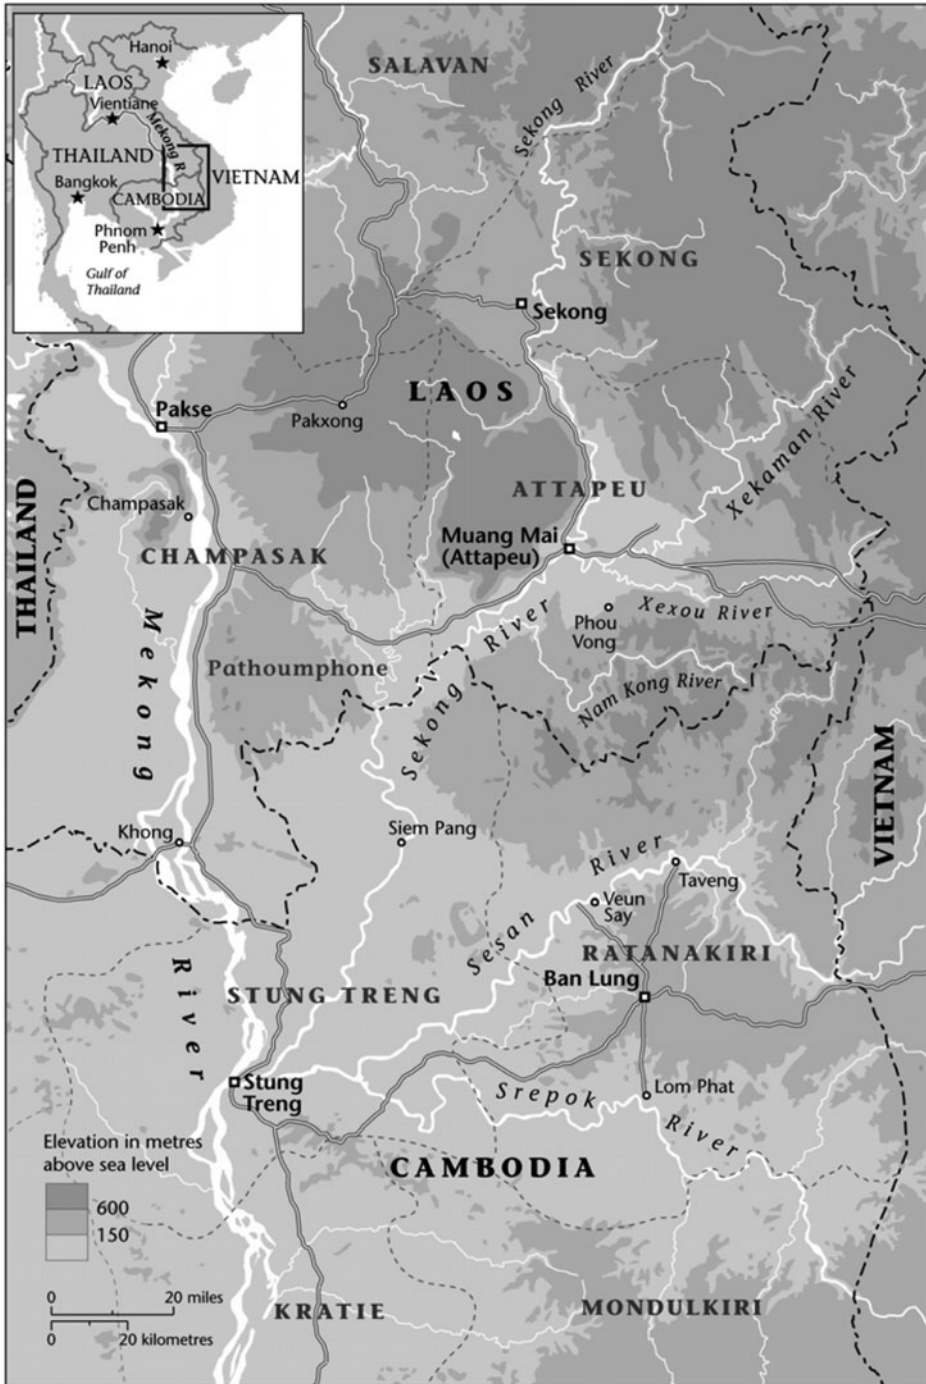 Hanoi
LAOS
Vientiane
Mekong R
THAILAND
VIETNAM
Bangkok
CAMBODIA
Phnom
Penh
Gulf of
Thailand
SALAVAN
Sekong River
SEKONG
Sekong
LAOS
Pakse
Pakxong
Xekaman River
THAILAND
Champasak
ATTAPEU
Muang Mai
(Attapeu)
CHAMPASAK
Mekong
Phou
Vong
Xexou River
Pathoumphone
Sekong River
Nam Kong River
VIETNAM
Khong
Siem Pang
River
Taveng
Veun
Say
Sesan
RATANAKIRI
Ban Lung
River
STUNG TRENG
Stung
Treng
Srepok
Lom Phat
River
CAMBODIA
Elevation in metres
above sea level
600
150
0 20 miles
0 20 kilometres
KRATIE
MONDULKIRI